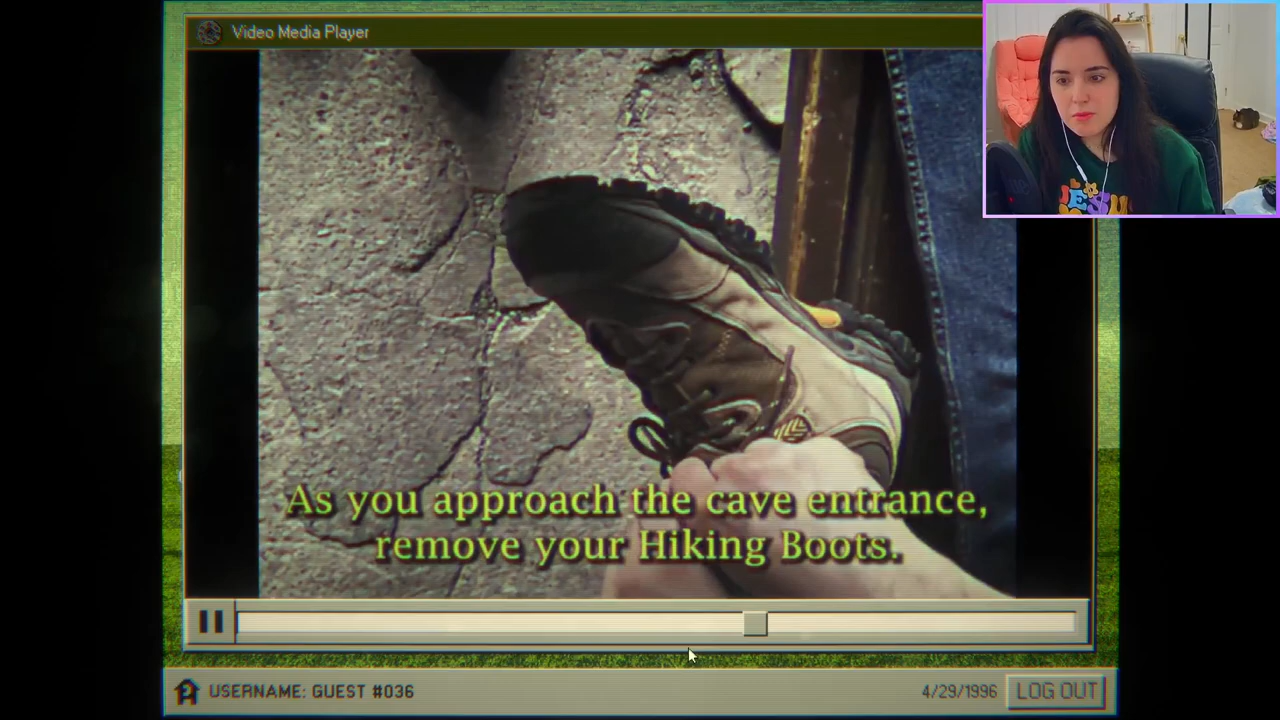 Video Media Player
As you approach the cave entrance,
remove your Hiking Boots.
USERNAME: GUEST #036
4/29/1996
LOG OUT